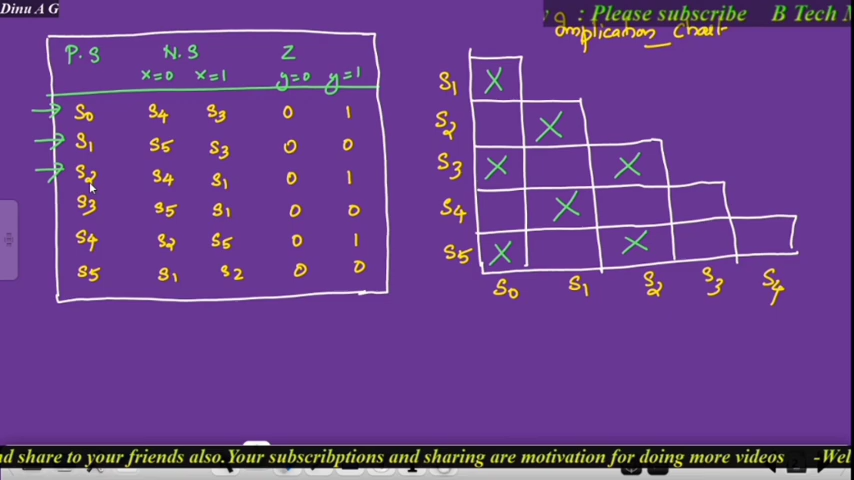 Dinu A G
y : Please subscribe B Tech M
Implication Chart
P.S N.S Z
x=0 x=1 y=0 y=1
S0 S4 S3 0 1
S1 S5 S3 0 0
S2 S4 S1 0 1
S3 S5 S1 0 0
S4 S2 S5 0 1
S5 S1 S2 0 0
S1 X
S2 X
S3 X X
S4 X
S5 X X
S0 S1 S2 S3 S4
nd share to your friends also.Your subscribptions and sharing are motivation for doing more videos -Wel